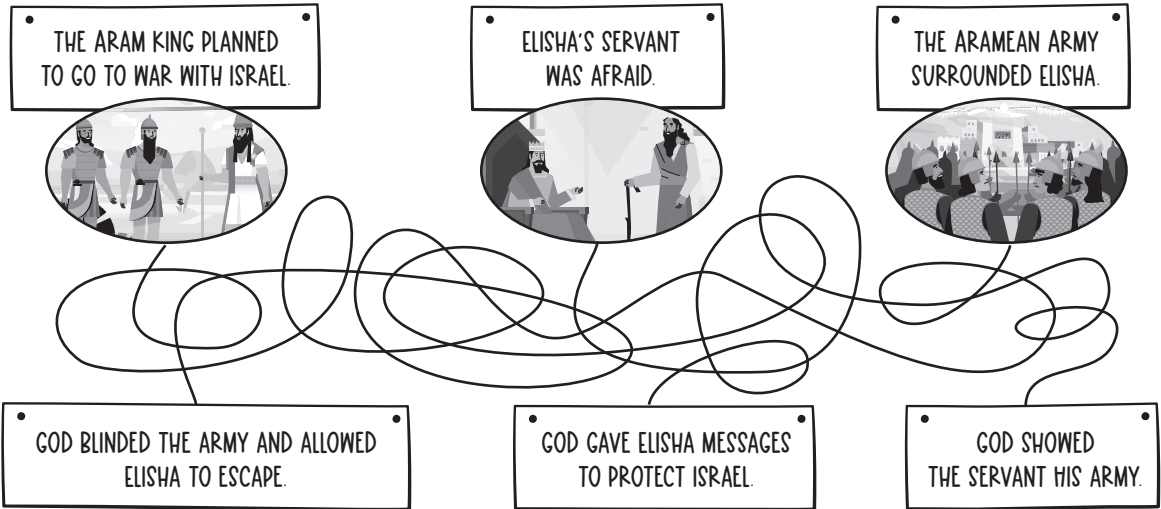 THE ARAM KING PLANNED
TO GO TO WAR WITH ISRAEL.
ELISHA'S SERVANT
WAS AFRAID.
THE ARAMEAN ARMY
SURROUNDED ELISHA.
GOD BLINDED THE ARMY AND ALLOWED
ELISHA TO ESCAPE.
GOD GAVE ELISHA MESSAGES
TO PROTECT ISRAEL.
GOD SHOWED
THE SERVANT HIS ARMY.